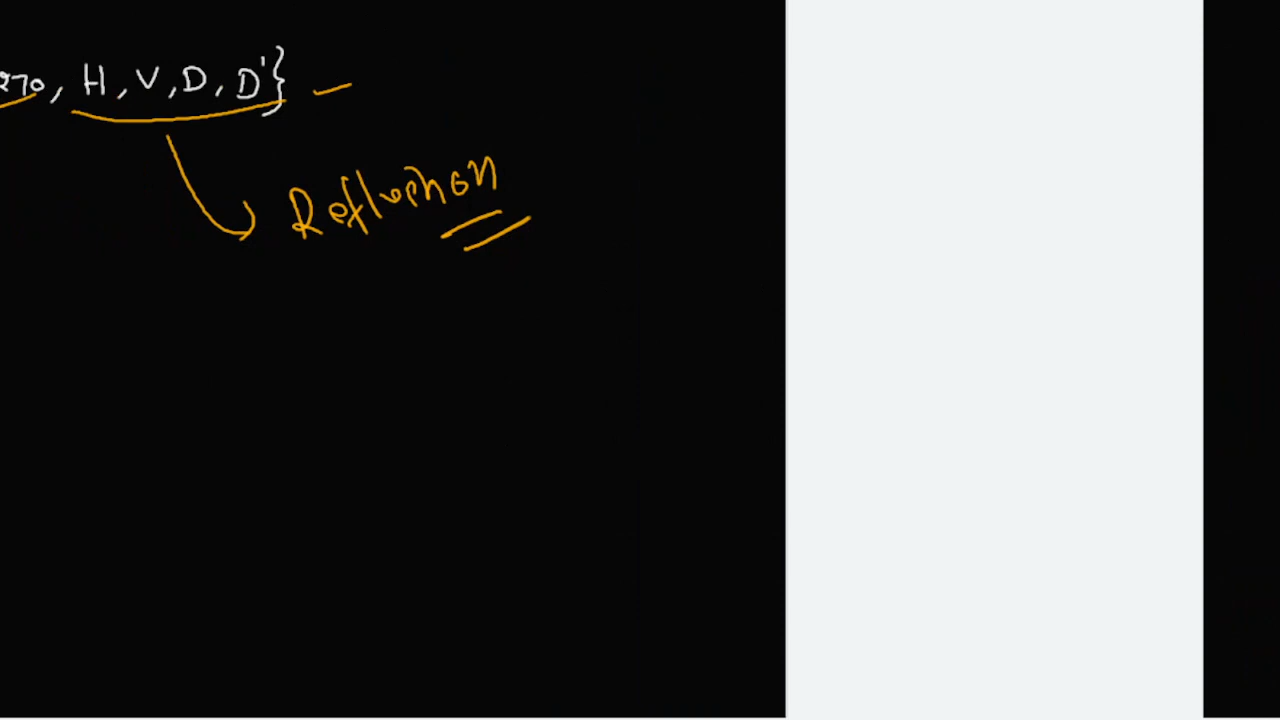 270, H, V, D, D'}
Reflection